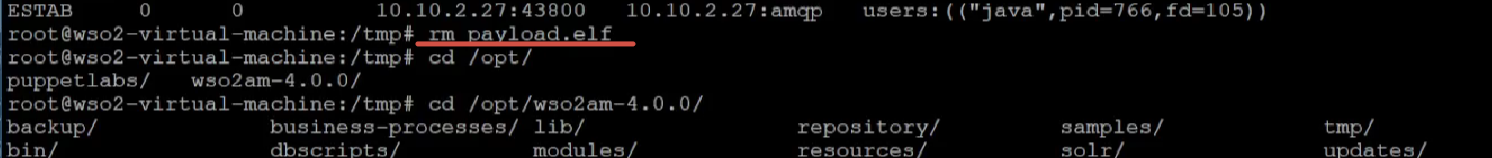 ESTAB 0 0 10.10.2.27:43800 10.10.2.27:amqp users:(("java",pid=766,fd=105))
root@wso2-virtual-machine:/tmp# rm payload.elf
root@wso2-virtual-machine:/tmp# cd /opt/
puppetlabs/ wso2am-4.0.0/
root@wso2-virtual-machine:/tmp# cd /opt/wso2am-4.0.0/
backup/ business-processes/ lib/ repository/ samples/ tmp/
bin/ dbscripts/ modules/ resources/ solr/ updates/